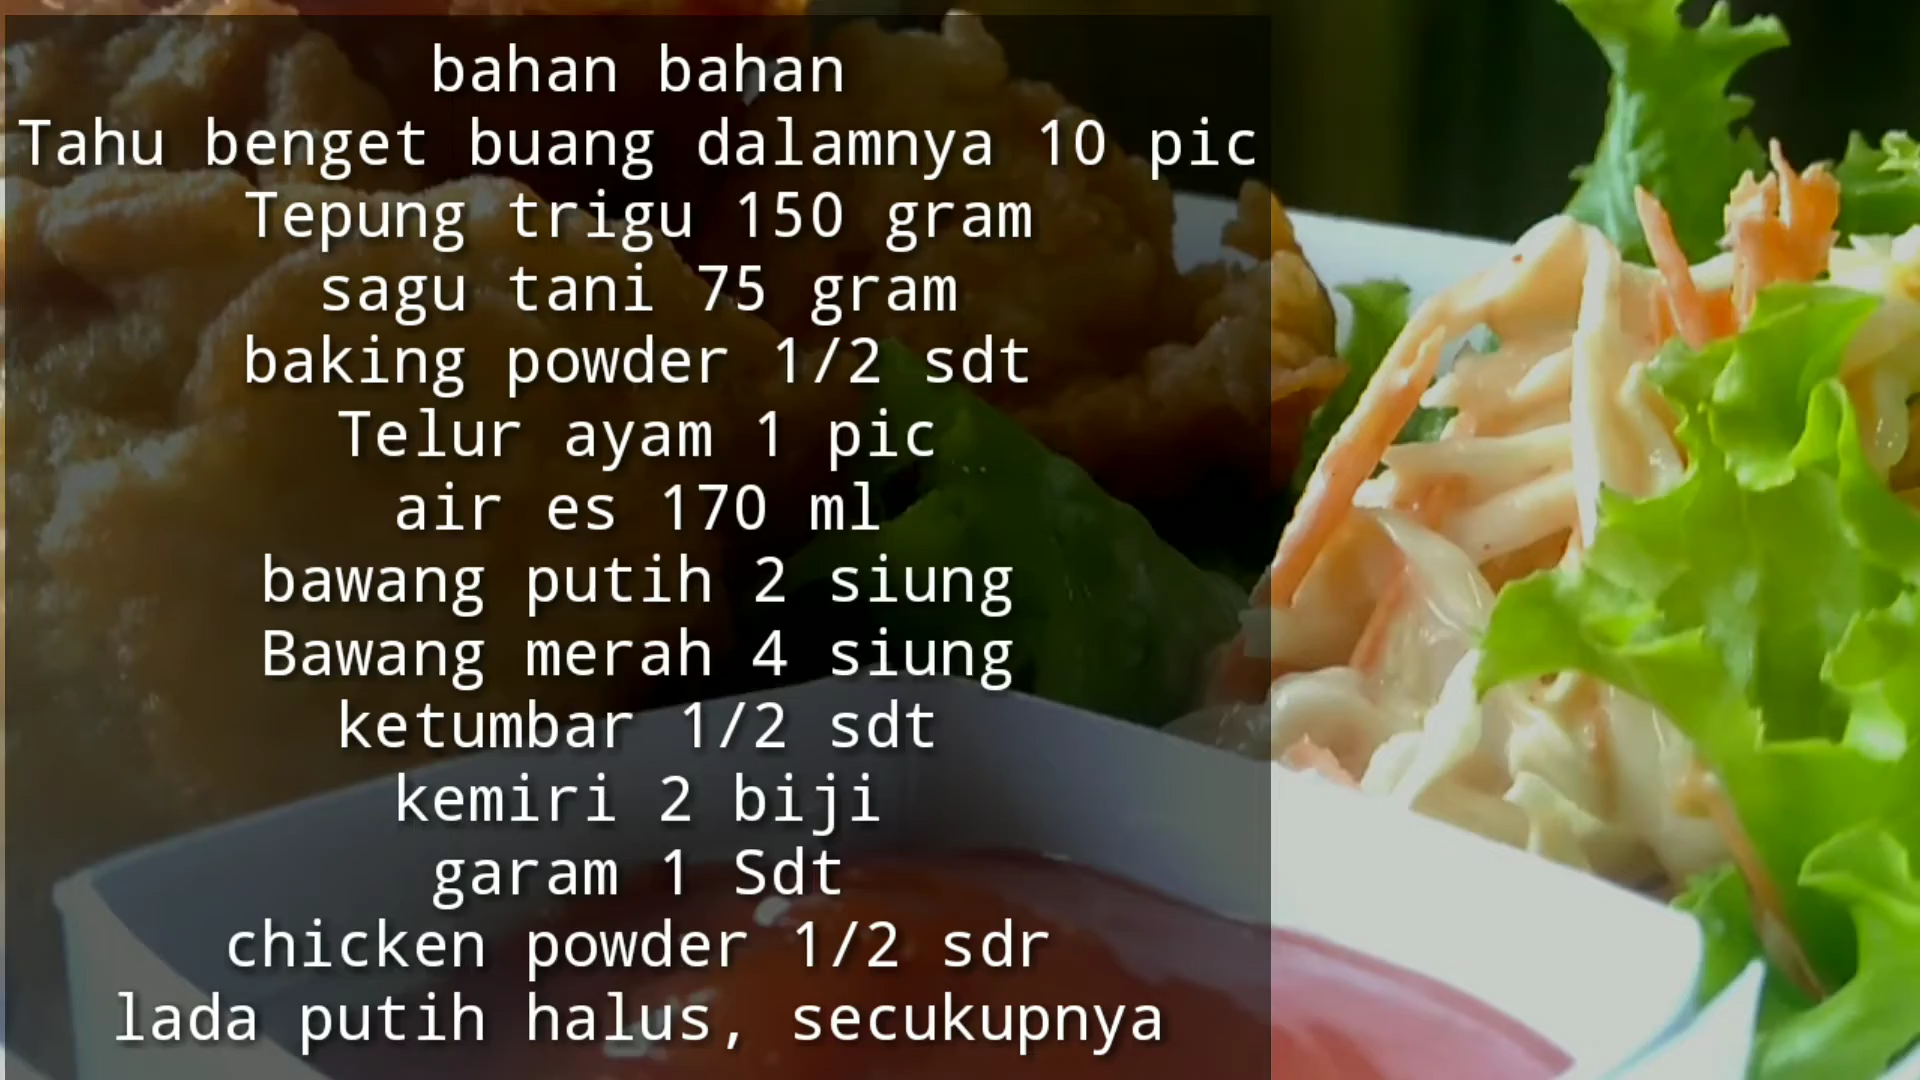 bahan bahan
Tahu benget buang dalamnya 10 pic
Tepung trigu 150 gram
sagu tani 75 gram
baking powder 1/2 sdt
Telur ayam 1 pic
air es 170 ml
bawang putih 2 siung
Bawang merah 4 siung
ketumbar 1/2 sdt
kemiri 2 biji
garam 1 Sdt
chicken powder 1/2 sdr
lada putih halus, secukupnya